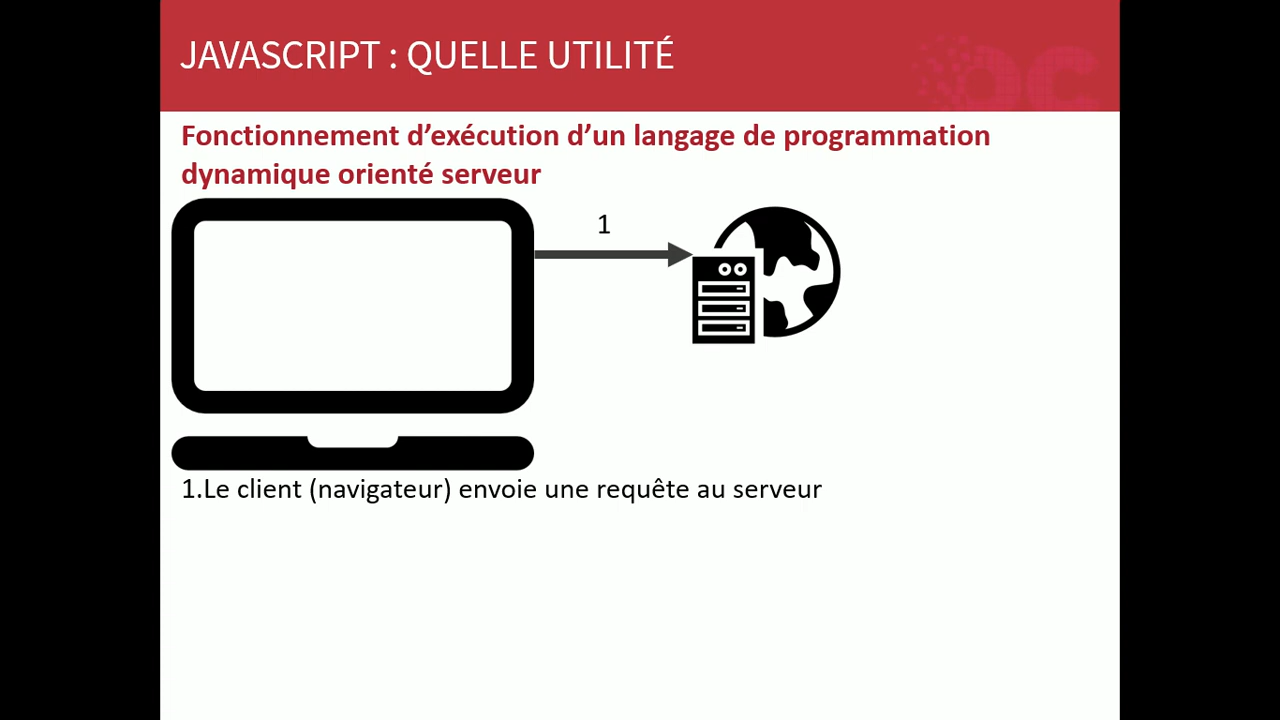 JAVASCRIPT : QUELLE UTILITÉ
Fonctionnement d’exécution d’un langage de programmation
dynamique orienté serveur
1
1.Le client (navigateur) envoie une requête au serveur